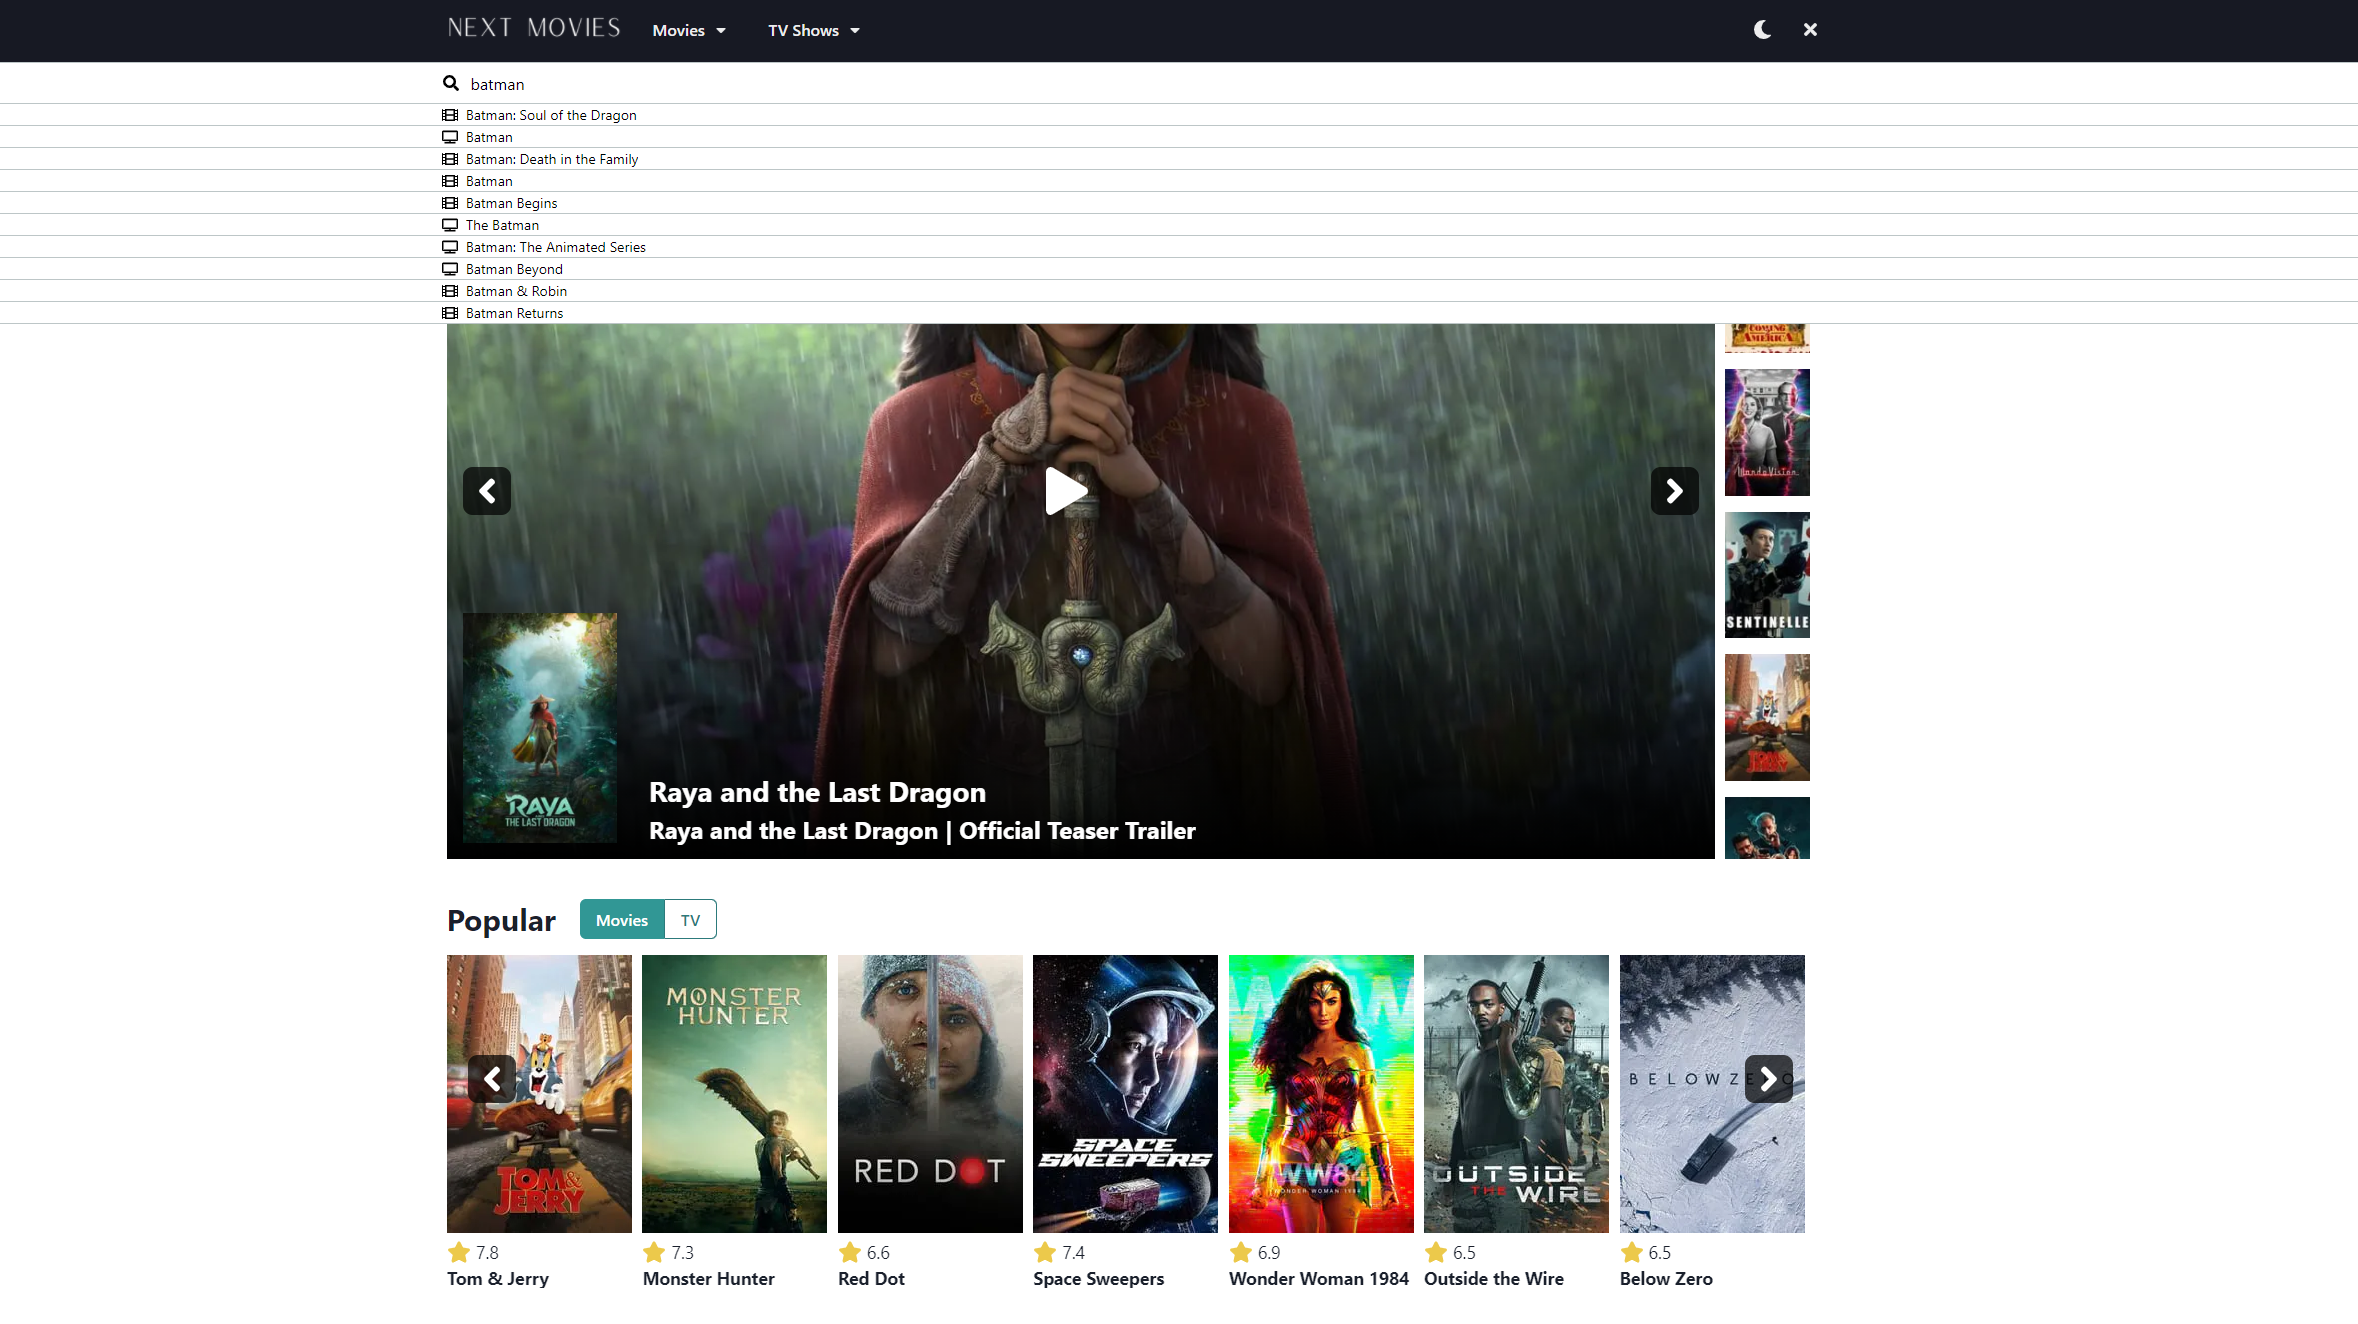 NEXT MOVIES
Movies
TV Shows
batman
Batman: Soul of the Dragon
Batman
Batman: Death in the Family
Batman
Batman Begins
The Batman
Batman: The Animated Series
Batman Beyond
Batman & Robin
Batman Returns
COMING
AMERICA
WandaVision
SENTINELLE
TOM&
JERRY
RAYA
THE LAST DRAGON
Raya and the Last Dragon
Raya and the Last Dragon | Official Teaser Trailer
Popular
Movies
TV
TOM&
JERRY
MONSTER
HUNTER
RED DOT
SPACE
SWEEPERS
WW84
WONDER WOMAN 1984
OUTSIDE
THE WIRE
BELOW ZERO
7.8
7.3
6.6
7.4
6.9
6.5
6.5
Tom & Jerry
Monster Hunter
Red Dot
Space Sweepers
Wonder Woman 1984
Outside the Wire
Below Zero